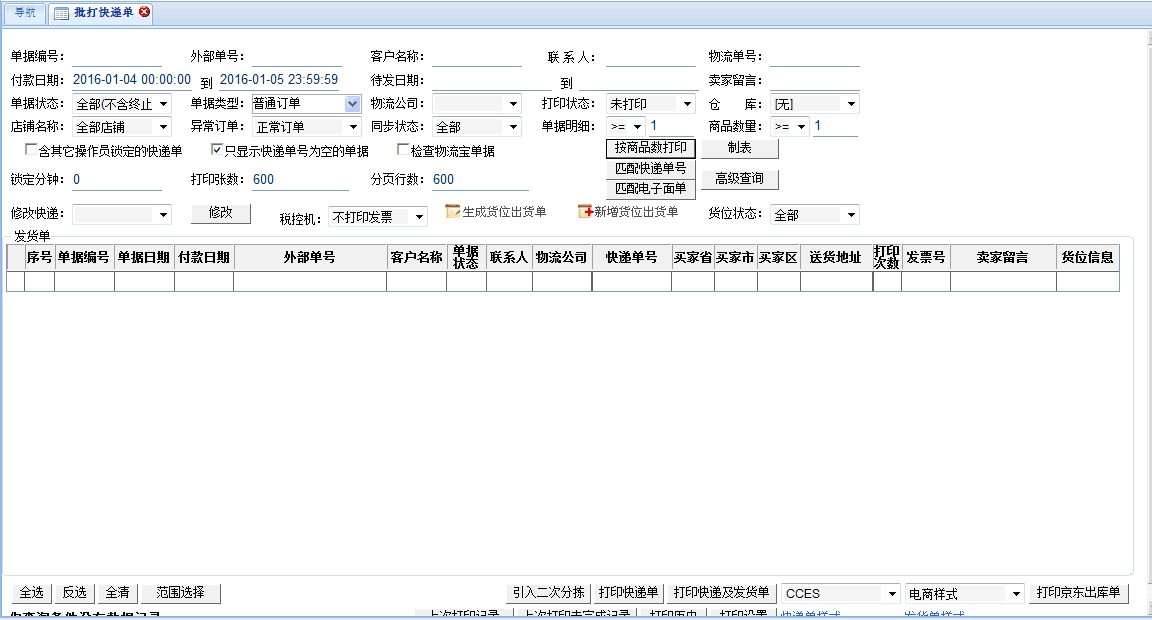 导航 批打快递单
单据编号： 外部单号： 客户名称： 联 系 人： 物流单号：
付款日期： 2016-01-04 00:00:00 到 2016-01-05 23:59:59 待发日期： 到 卖家留言：
单据状态： 全部(不含终止 单据类型： 普通订单 物流公司： 打印状态： 未打印 仓 库： [无]
店铺名称： 全部店铺 异常订单： 正常订单 同步状态： 全部 单据明细： >= 1 商品数量： >= 1
含其它操作员锁定的快递单 只显示快递单号为空的单据 检查物流宝单据 按商品数打印 制表
匹配快递单号
锁定分钟： 0 打印张数： 600 分页行数： 600 匹配电子面单 高级查询
修改快递： 修改 税控机： 不打印发票 生成货位出货单 新增货位出货单 货位状态： 全部
发货单
序号 单据编号 单据日期 付款日期 外部单号 客户名称 单据状态 联系人 物流公司 快递单号 买家省 买家市 买家区 送货地址 打印次数 发票号 卖家留言 货位信息
全选 反选 全清 范围选择 引入二次分拣 打印快递单 打印快递及发货单 CCES 电商样式 打印京东出库单
查询条件没有数据记录 上次打印记录 上次打印未完成记录 打印历史 打印设置 快递单样式 发货单样式